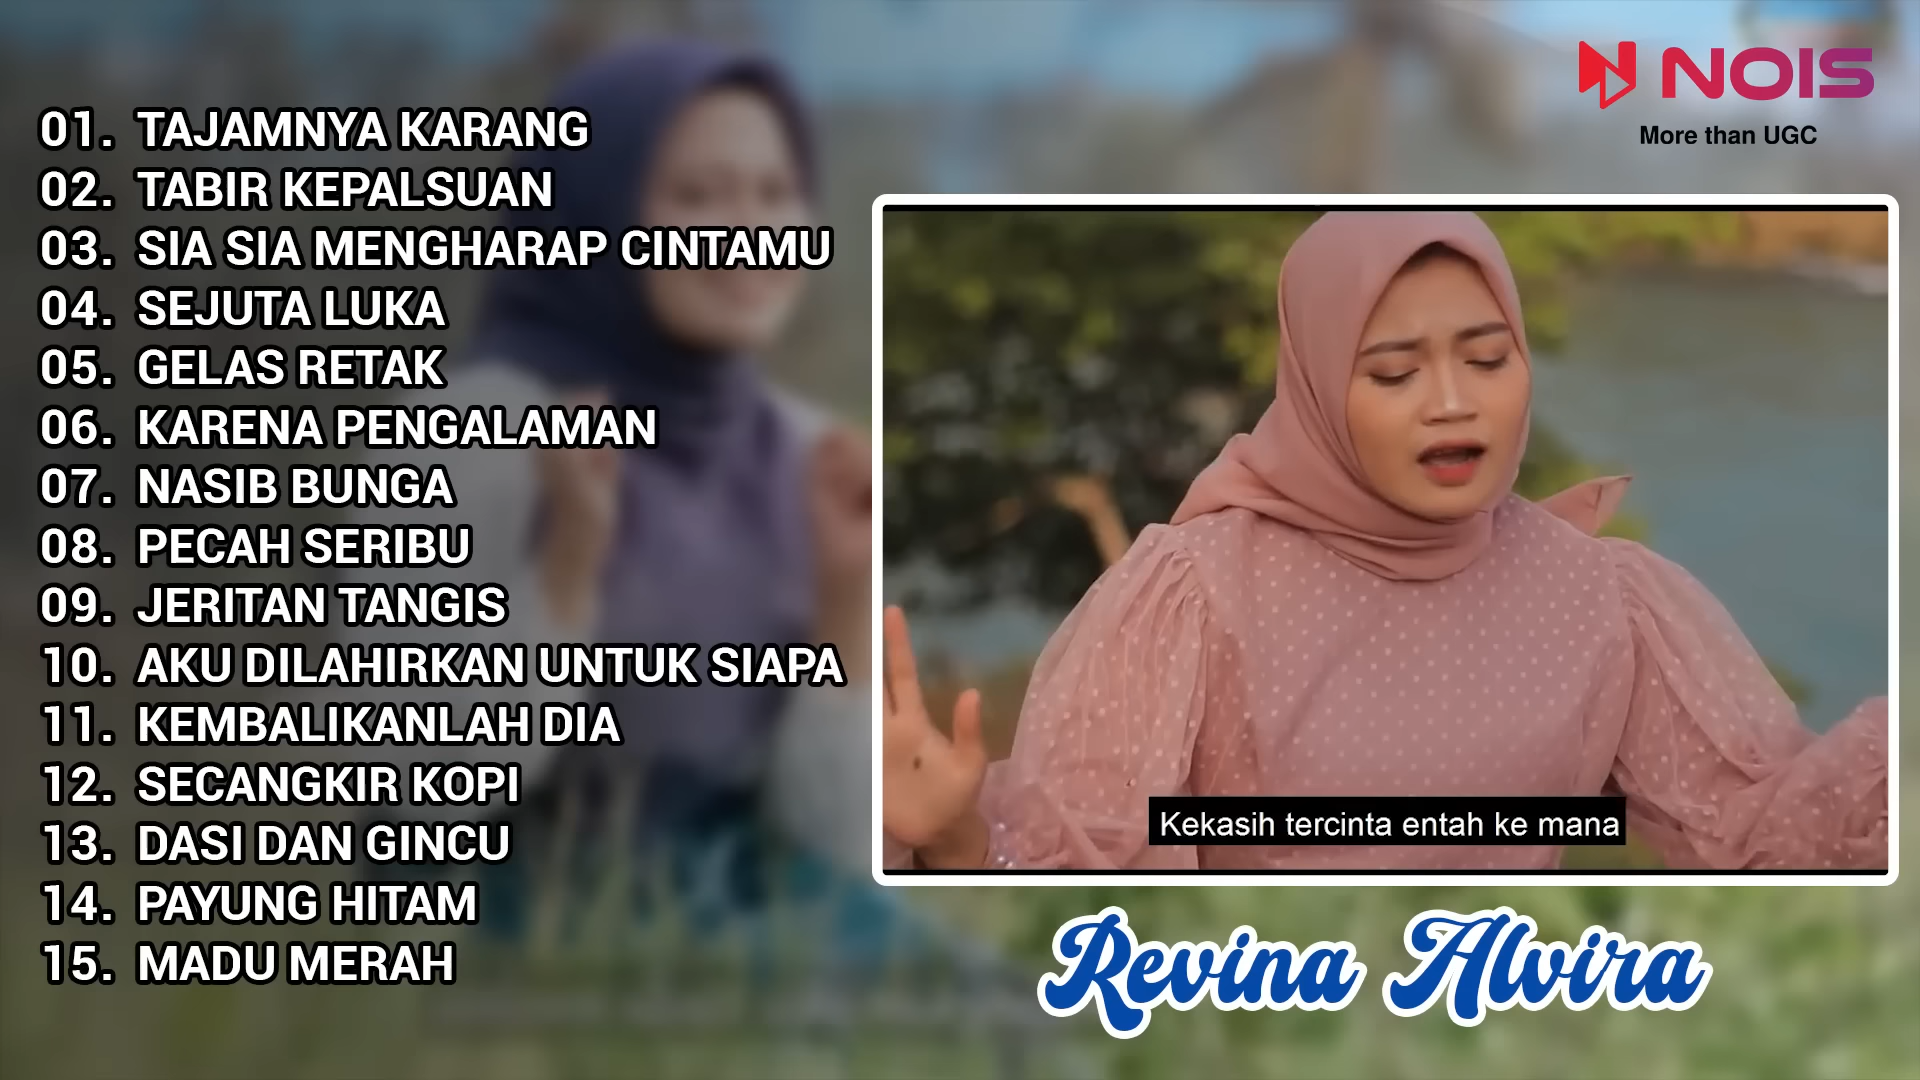 01. TAJAMNYA KARANG
02. TABIR KEPALSUAN
03. SIA SIA MENGHARAP CINTAMU
04. SEJUTA LUKA
05. GELAS RETAK
06. KARENA PENGALAMAN
07. NASIB BUNGA
08. PECAH SERIBU
09. JERITAN TANGIS
10. AKU DILAHIRKAN UNTUK SIAPA
11. KEMBALIKANLAH DIA
12. SECANGKIR KOPI
13. DASI DAN GINCU
14. PAYUNG HITAM
15. MADU MERAH
NOIS
More than UGC
Kekasih tercinta entah ke mana
Revina Alvira